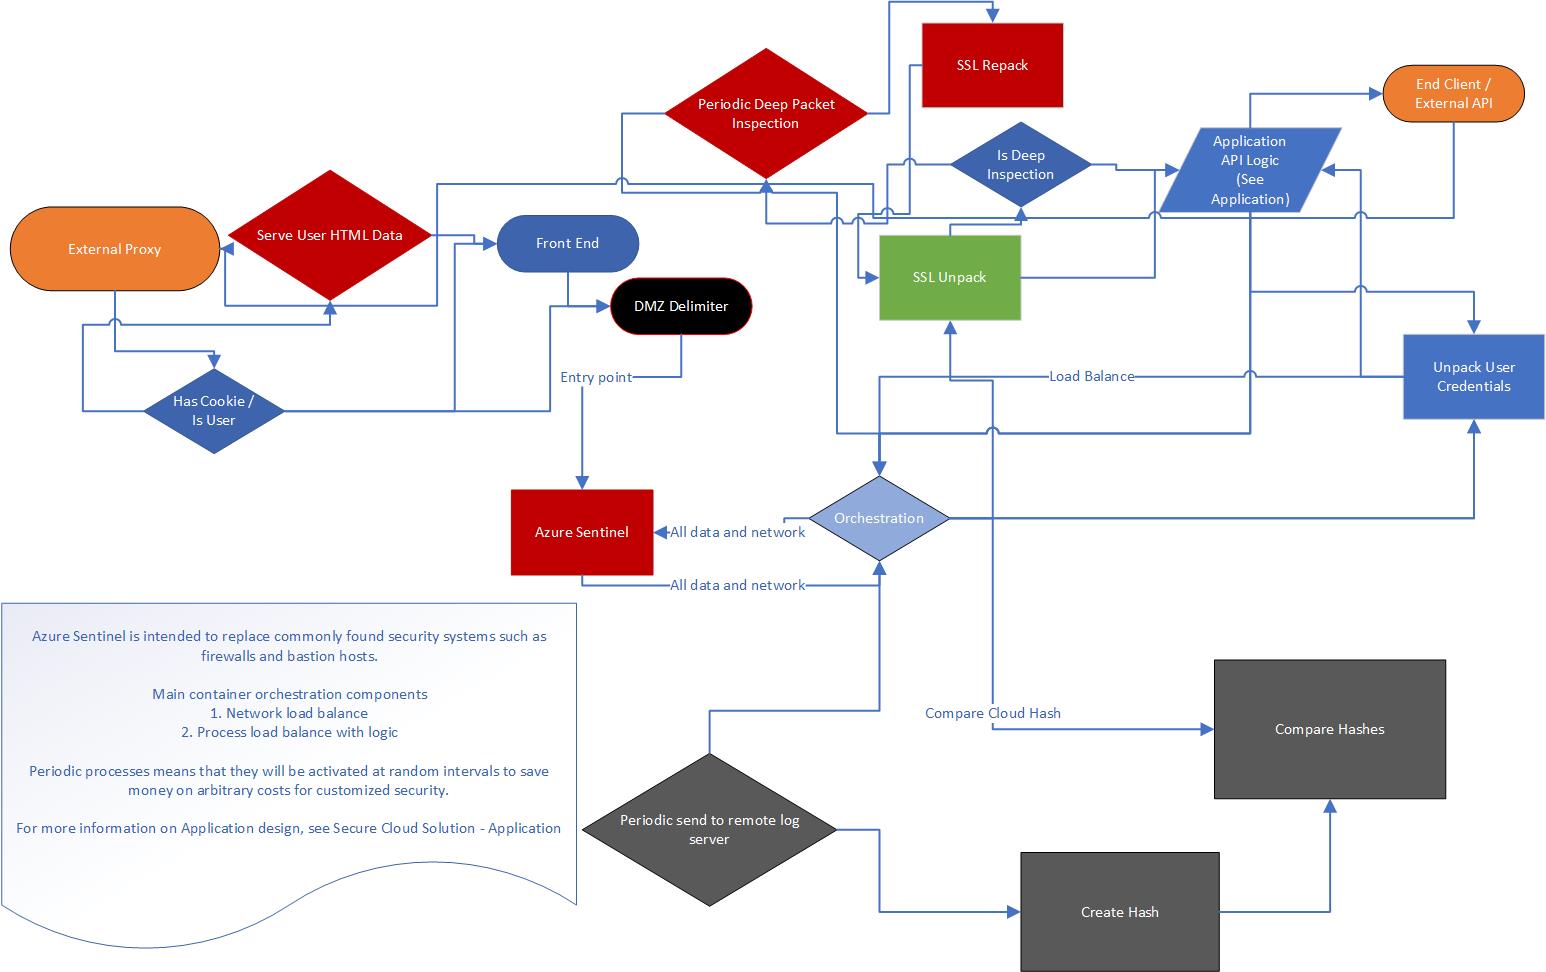 SSL Repack
End Client /
External API
Periodic Deep Packet
Inspection
Application
API Logic
(See
Application)
Is Deep
Inspection
Serve User HTML Data
Front End
External Proxy
SSL Unpack
DMZ Delimiter
Entry point
Load Balance
Unpack User
Credentials
Has Cookie /
Is User
Orchestration
Azure Sentinel
All data and network
All data and network
Azure Sentinel is intended to replace commonly found security systems such as
firewalls and bastion hosts.
Main container orchestration components
1. Network load balance
2. Process load balance with logic
Periodic processes means that they will be activated at random intervals to save
money on arbitrary costs for customized security.
For more information on Application design, see Secure Cloud Solution - Application
Compare Cloud Hash
Compare Hashes
Periodic send to remote log
server
Create Hash